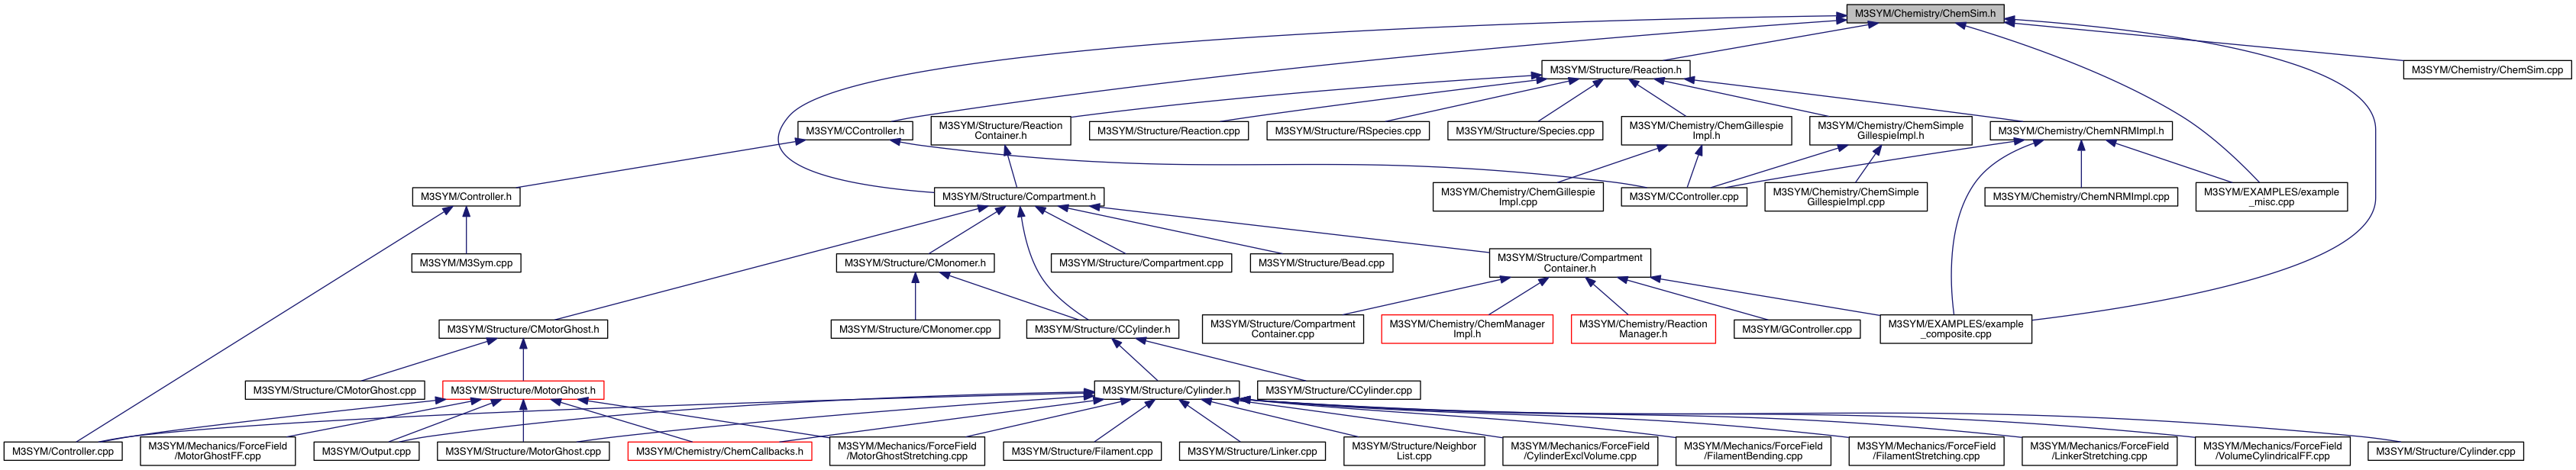 M3SYM/Chemistry/ChemSim.h
M3SYM/Structure/Reaction.h
M3SYM/Chemistry/ChemSim.cpp
M3SYM/CController.h
M3SYM/Structure/Reaction
Container.h
M3SYM/Structure/Reaction.cpp
M3SYM/Structure/RSpecies.cpp
M3SYM/Structure/Species.cpp
M3SYM/Chemistry/ChemGillespie
Impl.h
M3SYM/Chemistry/ChemSimple
GillespieImpl.h
M3SYM/Chemistry/ChemNRMImpl.h
M3SYM/Controller.h
M3SYM/Structure/Compartment.h
M3SYM/Chemistry/ChemGillespie
Impl.cpp
M3SYM/CController.cpp
M3SYM/Chemistry/ChemSimple
GillespieImpl.cpp
M3SYM/Chemistry/ChemNRMImpl.cpp
M3SYM/EXAMPLES/example
_misc.cpp
M3SYM/M3Sym.cpp
M3SYM/Structure/CMonomer.h
M3SYM/Structure/Compartment.cpp
M3SYM/Structure/Bead.cpp
M3SYM/Structure/Compartment
Container.h
M3SYM/Structure/CMotorGhost.h
M3SYM/Structure/CMonomer.cpp
M3SYM/Structure/CCylinder.h
M3SYM/Structure/Compartment
Container.cpp
M3SYM/Chemistry/ChemManager
Impl.h
M3SYM/Chemistry/Reaction
Manager.h
M3SYM/GController.cpp
M3SYM/EXAMPLES/example
_composite.cpp
M3SYM/Structure/CMotorGhost.cpp
M3SYM/Structure/MotorGhost.h
M3SYM/Structure/Cylinder.h
M3SYM/Structure/CCylinder.cpp
M3SYM/Controller.cpp
M3SYM/Mechanics/ForceField
/MotorGhostFF.cpp
M3SYM/Output.cpp
M3SYM/Structure/MotorGhost.cpp
M3SYM/Chemistry/ChemCallbacks.h
M3SYM/Mechanics/ForceField
/MotorGhostStretching.cpp
M3SYM/Structure/Filament.cpp
M3SYM/Structure/Linker.cpp
M3SYM/Structure/Neighbor
List.cpp
M3SYM/Mechanics/ForceField
/CylinderExclVolume.cpp
M3SYM/Mechanics/ForceField
/FilamentBending.cpp
M3SYM/Mechanics/ForceField
/FilamentStretching.cpp
M3SYM/Mechanics/ForceField
/LinkerStretching.cpp
M3SYM/Mechanics/ForceField
/VolumeCylindricalFF.cpp
M3SYM/Structure/Cylinder.cpp